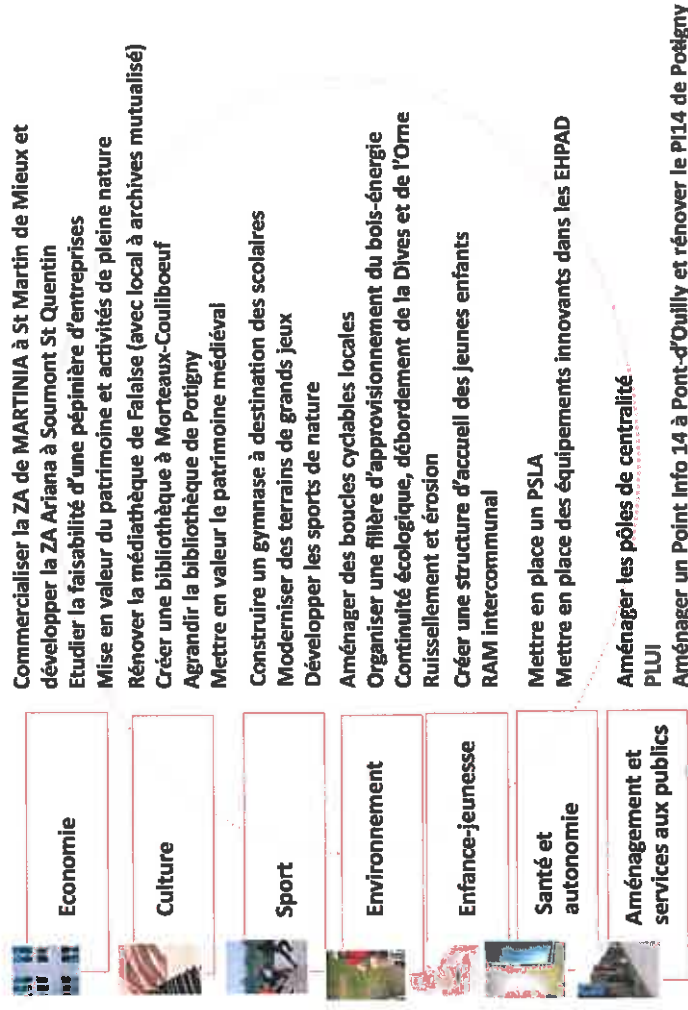 Economie
Commercialiser la ZA de MARTINIA à St Martin de Mieux et
développer la ZA Ariana à Soumont St Quentin
Etudier la faisabilité d'une pépinière d'entreprises
Mise en valeur du patrimoine et activités de pleine nature
Culture
Rénover la médiathèque de Falaise (avec local à archives mutualisé)
Créer une bibliothèque à Morteaux-Couliboeuf
Agrandir la bibliothèque de Potigny
Mettre en valeur le patrimoine médiéval
Sport
Construire un gymnase à destination des scolaires
Moderniser des terrains de grands jeux
Développer les sports de nature
Environnement
Aménager des boucles cyclables locales
Organiser une filière d'approvisionnement du bois-énergie
Continuité écologique, débordement de la Dives et de l'Orne
Ruissellement et érosion
Enfance-jeunesse
Créer une structure d'accueil des jeunes enfants
RAM intercommunal
Santé et
autonomie
Mettre en place un PSLA
Mettre en place des équipements innovants dans les EHPAD
Aménagement et
services aux publics
Aménager les pôles de centralité
PLUI
Aménager un Point Info 14 à Pont-d'Ouilly et rénover le PI14 de Potigny